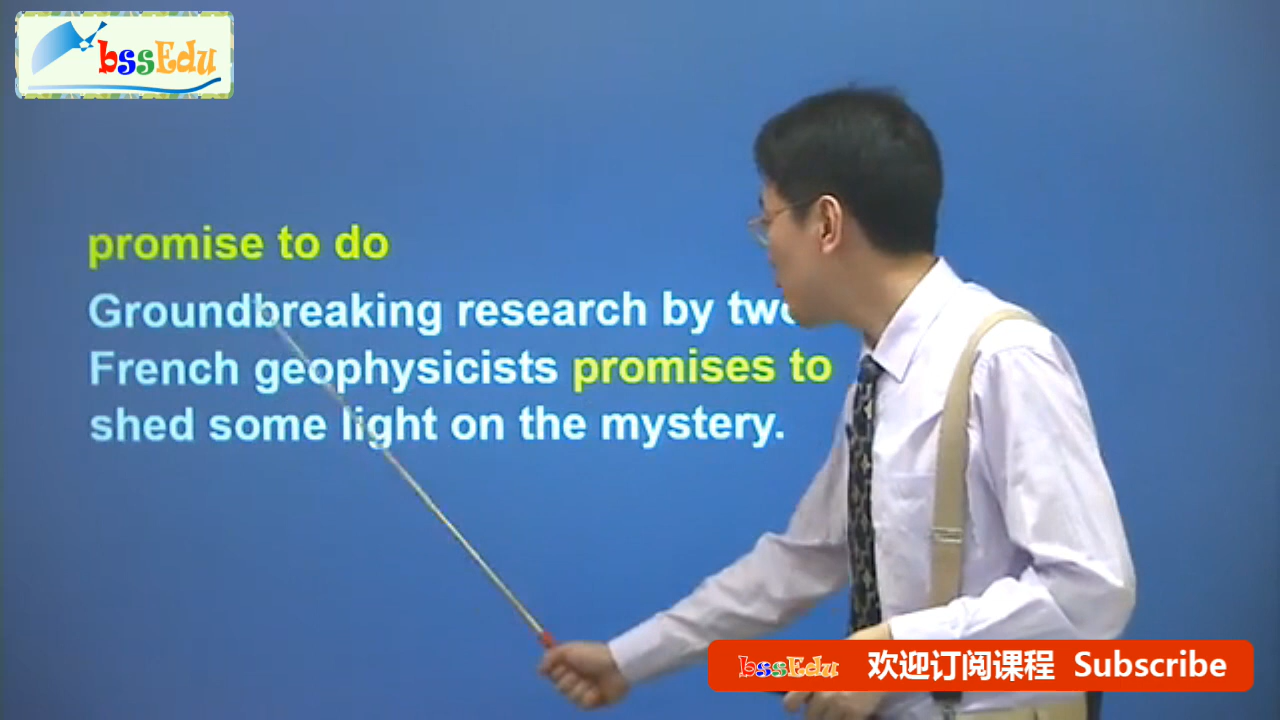 bssEdu
promise to do
Groundbreaking research by two
French geophysicists promises to
shed some light on the mystery.
bssEdu 欢迎订阅课程 Subscribe